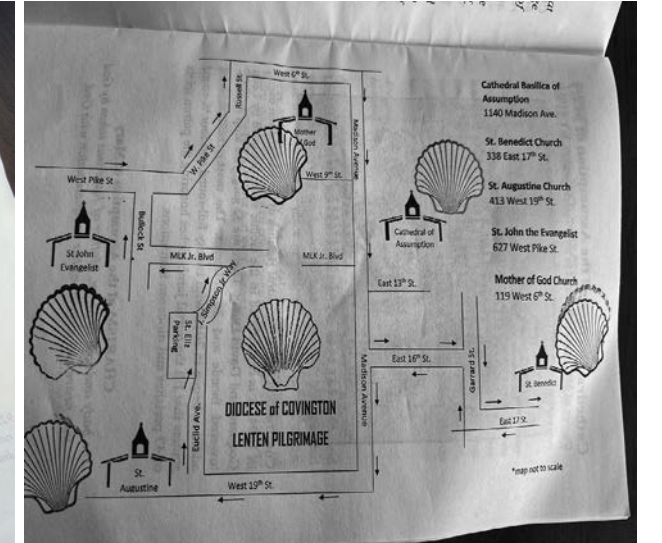 West 6th St.
Russell St.
Cathedral Basilica of
Assumption
1140 Madison Ave.
Mother
of God
Madison Avenue
W. Pike St
St. Benedict Church
338 East 17th St.
West Pike St
West 9th St.
St. Augustine Church
413 West 19th St.
Bullock St
Cathedral of
Assumption
St John
Evangelist
MLK Jr. Blvd
MLK Jr. Blvd
St. John the Evangelist
627 West Pike St.
J. Simpson Jr Way
East 13th St.
Mother of God Church
119 West 6th St.
St. Eliz
Parking
East 16th St.
Garrard St.
Madison Avenue
St. Benedict
DIOCESE of COVINGTON
LENTEN PILGRIMAGE
Euclid Ave.
East 17 St.
St.
Augustine
West 19th St.
*map not to scale